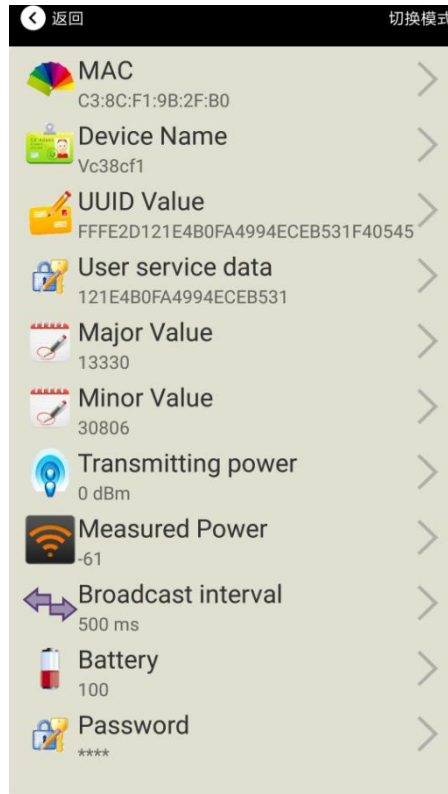 返回 切换模式
MAC
C3:8C:F1:9B:2F:B0
Device Name
Vc38cf1
UUID Value
FFFE2D121E4B0FA4994ECEB531F40545
User service data
121E4B0FA4994ECEB531
Major Value
13330
Minor Value
30806
Transmitting power
0 dBm
Measured Power
-61
Broadcast interval
500 ms
Battery
100
Password
****